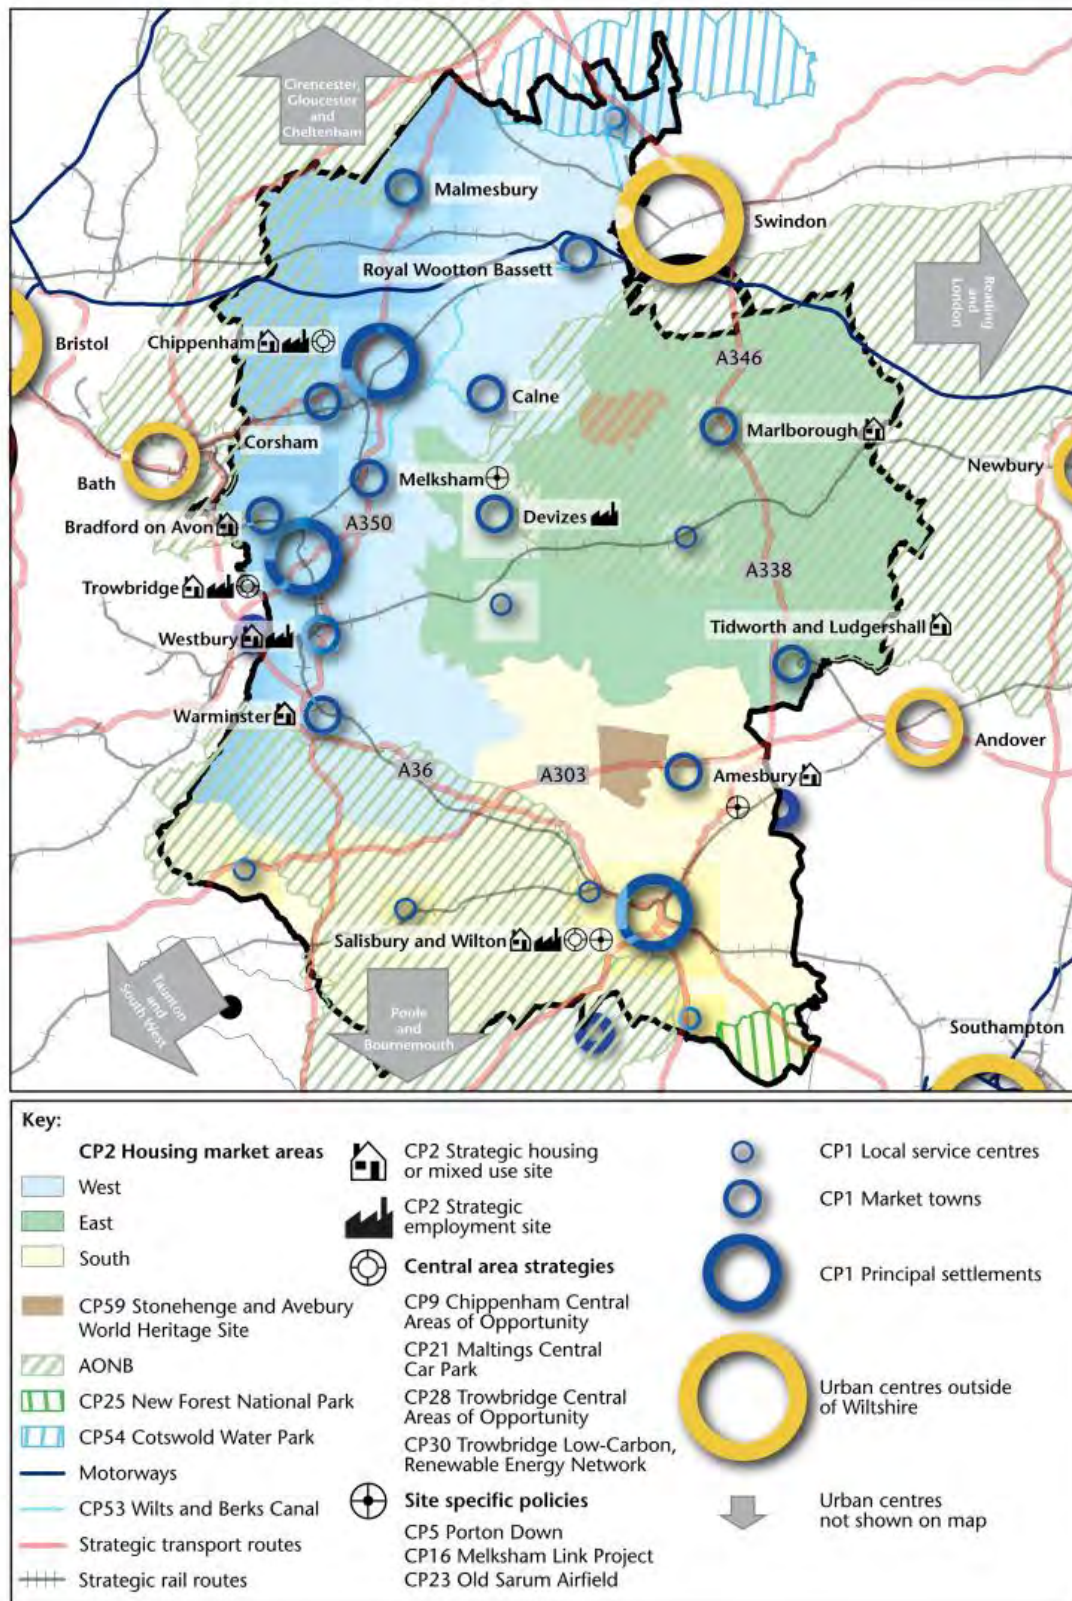 Cirencester,
Gloucester
and
Cheltenham
Malmesbury
Swindon
Royal Wootton Bassett
Reading
and
London
Bristol
Chippenham
A346
Calne
Corsham
Marlborough
Bath
Melksham
Newbury
Bradford on Avon
A350
Devizes
A338
Trowbridge
Westbury
Tidworth and Ludgershall
Warminster
Andover
A36
A303
Amesbury
Salisbury and Wilton
Taunton
and
South West
Poole
and
Bournemouth
Southampton
Key:
CP2 Housing market areas
West
East
South
CP59 Stonehenge and Avebury
World Heritage Site
AONB
CP25 New Forest National Park
CP54 Cotswold Water Park
Motorways
CP53 Wilts and Berks Canal
Strategic transport routes
Strategic rail routes
CP2 Strategic housing
or mixed use site
CP2 Strategic
employment site
Central area strategies
CP9 Chippenham Central
Areas of Opportunity
CP21 Maltings Central
Car Park
CP28 Trowbridge Central
Areas of Opportunity
CP30 Trowbridge Low-Carbon,
Renewable Energy Network
Site specific policies
CP5 Porton Down
CP16 Melksham Link Project
CP23 Old Sarum Airfield
CP1 Local service centres
CP1 Market towns
CP1 Principal settlements
Urban centres outside
of Wiltshire
Urban centres
not shown on map